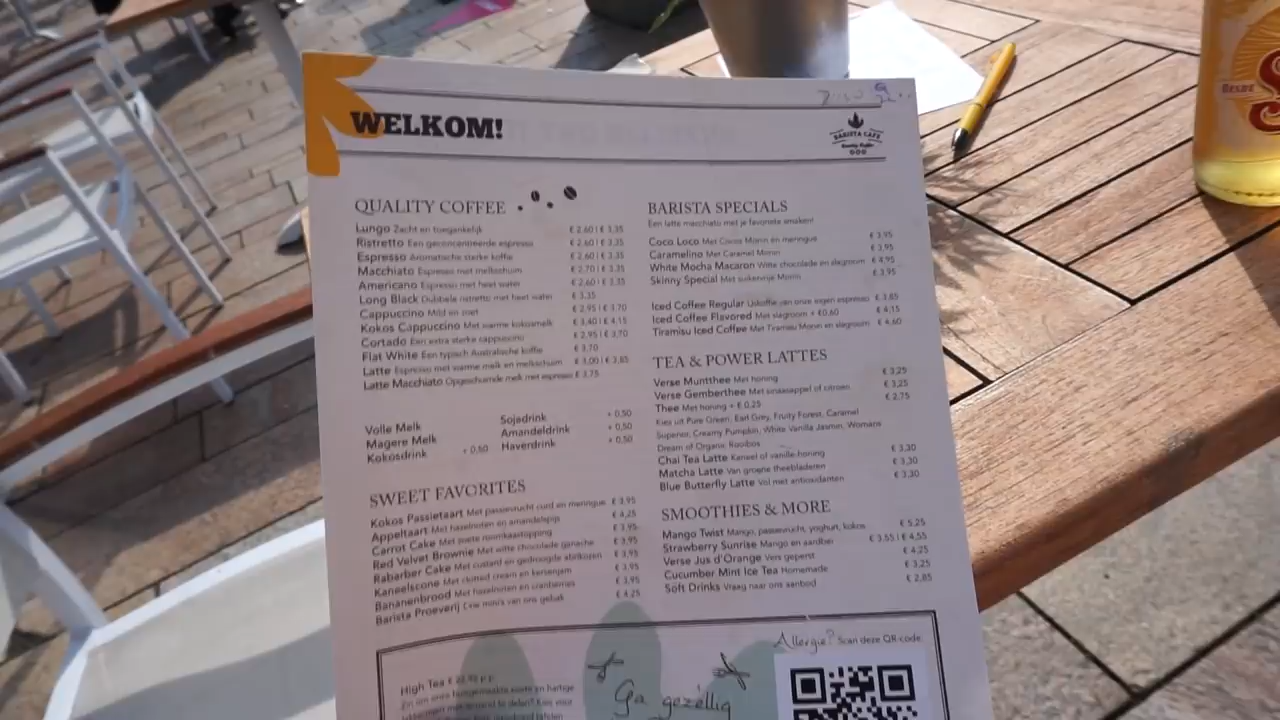 WELKOM!
BARISTA CAFE
QUALITY COFFEE
Lungo Zacht en toegankelijk € 2,60 | € 3,35
Ristretto Een geconcentreerde espresso € 2,60 | € 3,35
Espresso Aromatische sterke koffie € 2,60 | € 3,35
Macchiato Espresso met melkschuim € 2,70 | € 3,35
Americano Espresso met heet water € 2,60 | € 3,35
Long Black Dubbele ristretto met heet water € 3,35
Cappuccino Mild en zoet € 2,95 | € 3,70
Kokos Cappuccino Met warme kokosmelk € 3,40 | € 4,15
Cortado Een extra sterke cappuccino € 2,95 | € 3,70
Flat White Een typisch Australische koffie € 3,70
Latte Espresso met warme melk en melkschuim € 3,00 | € 3,85
Latte Macchiato Opgeschuimde melk met espresso € 3,75
Volle Melk
Magere Melk
Kokosdrink + 0,50
Sojadrink + 0,50
Amandeldrink + 0,50
Haverdrink + 0,50
SWEET FAVORITES
Kokos Passietaart Met passievrucht curd en meringue € 3,95
Appeltaart Met hazelnoten en amandelspijs € 4,25
Carrot Cake Met zoete roomkaastopping € 3,95
Red Velvet Brownie Met witte chocolade ganache € 3,95
Rabarber Cake Met custard en gedroogde abrikozen € 3,95
Kaneelscone Met clotted cream en kersenjam € 3,95
Bananenbrood Met hazelnoten en cranberries € 3,95
Barista Proeverij Drie mini's van ons gebak € 4,25
BARISTA SPECIALS
Een latte macchiato met je favoriete smaken!
Coco Loco Met Cocos Monin en meringue € 3,95
Caramelino Met Caramel Monin € 3,95
White Mocha Macaron Witte chocolade en slagroom € 4,95
Skinny Special Met suikervrije Monin € 3,95
Iced Coffee Regular IJskoffie van onze eigen espresso € 3,85
Iced Coffee Flavored Met slagroom + €0,60 € 4,15
Tiramisu Iced Coffee Met Tiramisu Monin en slagroom € 4,60
TEA & POWER LATTES
Verse Muntthee Met honing € 3,25
Verse Gemberthee Met sinaasappel of citroen € 3,25
Thee Met honing + € 0,25 € 2,75
Kies uit Pure Green, Earl Grey, Fruity Forest, Caramel
Superior, Creamy Pumpkin, White Vanilla Jasmin, Womans
Dream of Organic Rooibos
Chai Tea Latte Kaneel of vanille-honing € 3,30
Matcha Latte Van groene theebladeren € 3,30
Blue Butterfly Latte Vol met antioxidanten € 3,30
SMOOTHIES & MORE
Mango Twist Mango, passievrucht, yoghurt, kokos € 5,25
Strawberry Sunrise Mango en aardbei
€ 3,55 | € 4,55
Verse Jus d'Orange Vers geperst € 4,25
Cucumber Mint Ice Tea Homemade € 3,25
Soft Drinks Vraag naar ons aanbod € 2,85
Allergie? Scan deze QR-code
High Tea
Ga gezellig
DESDE